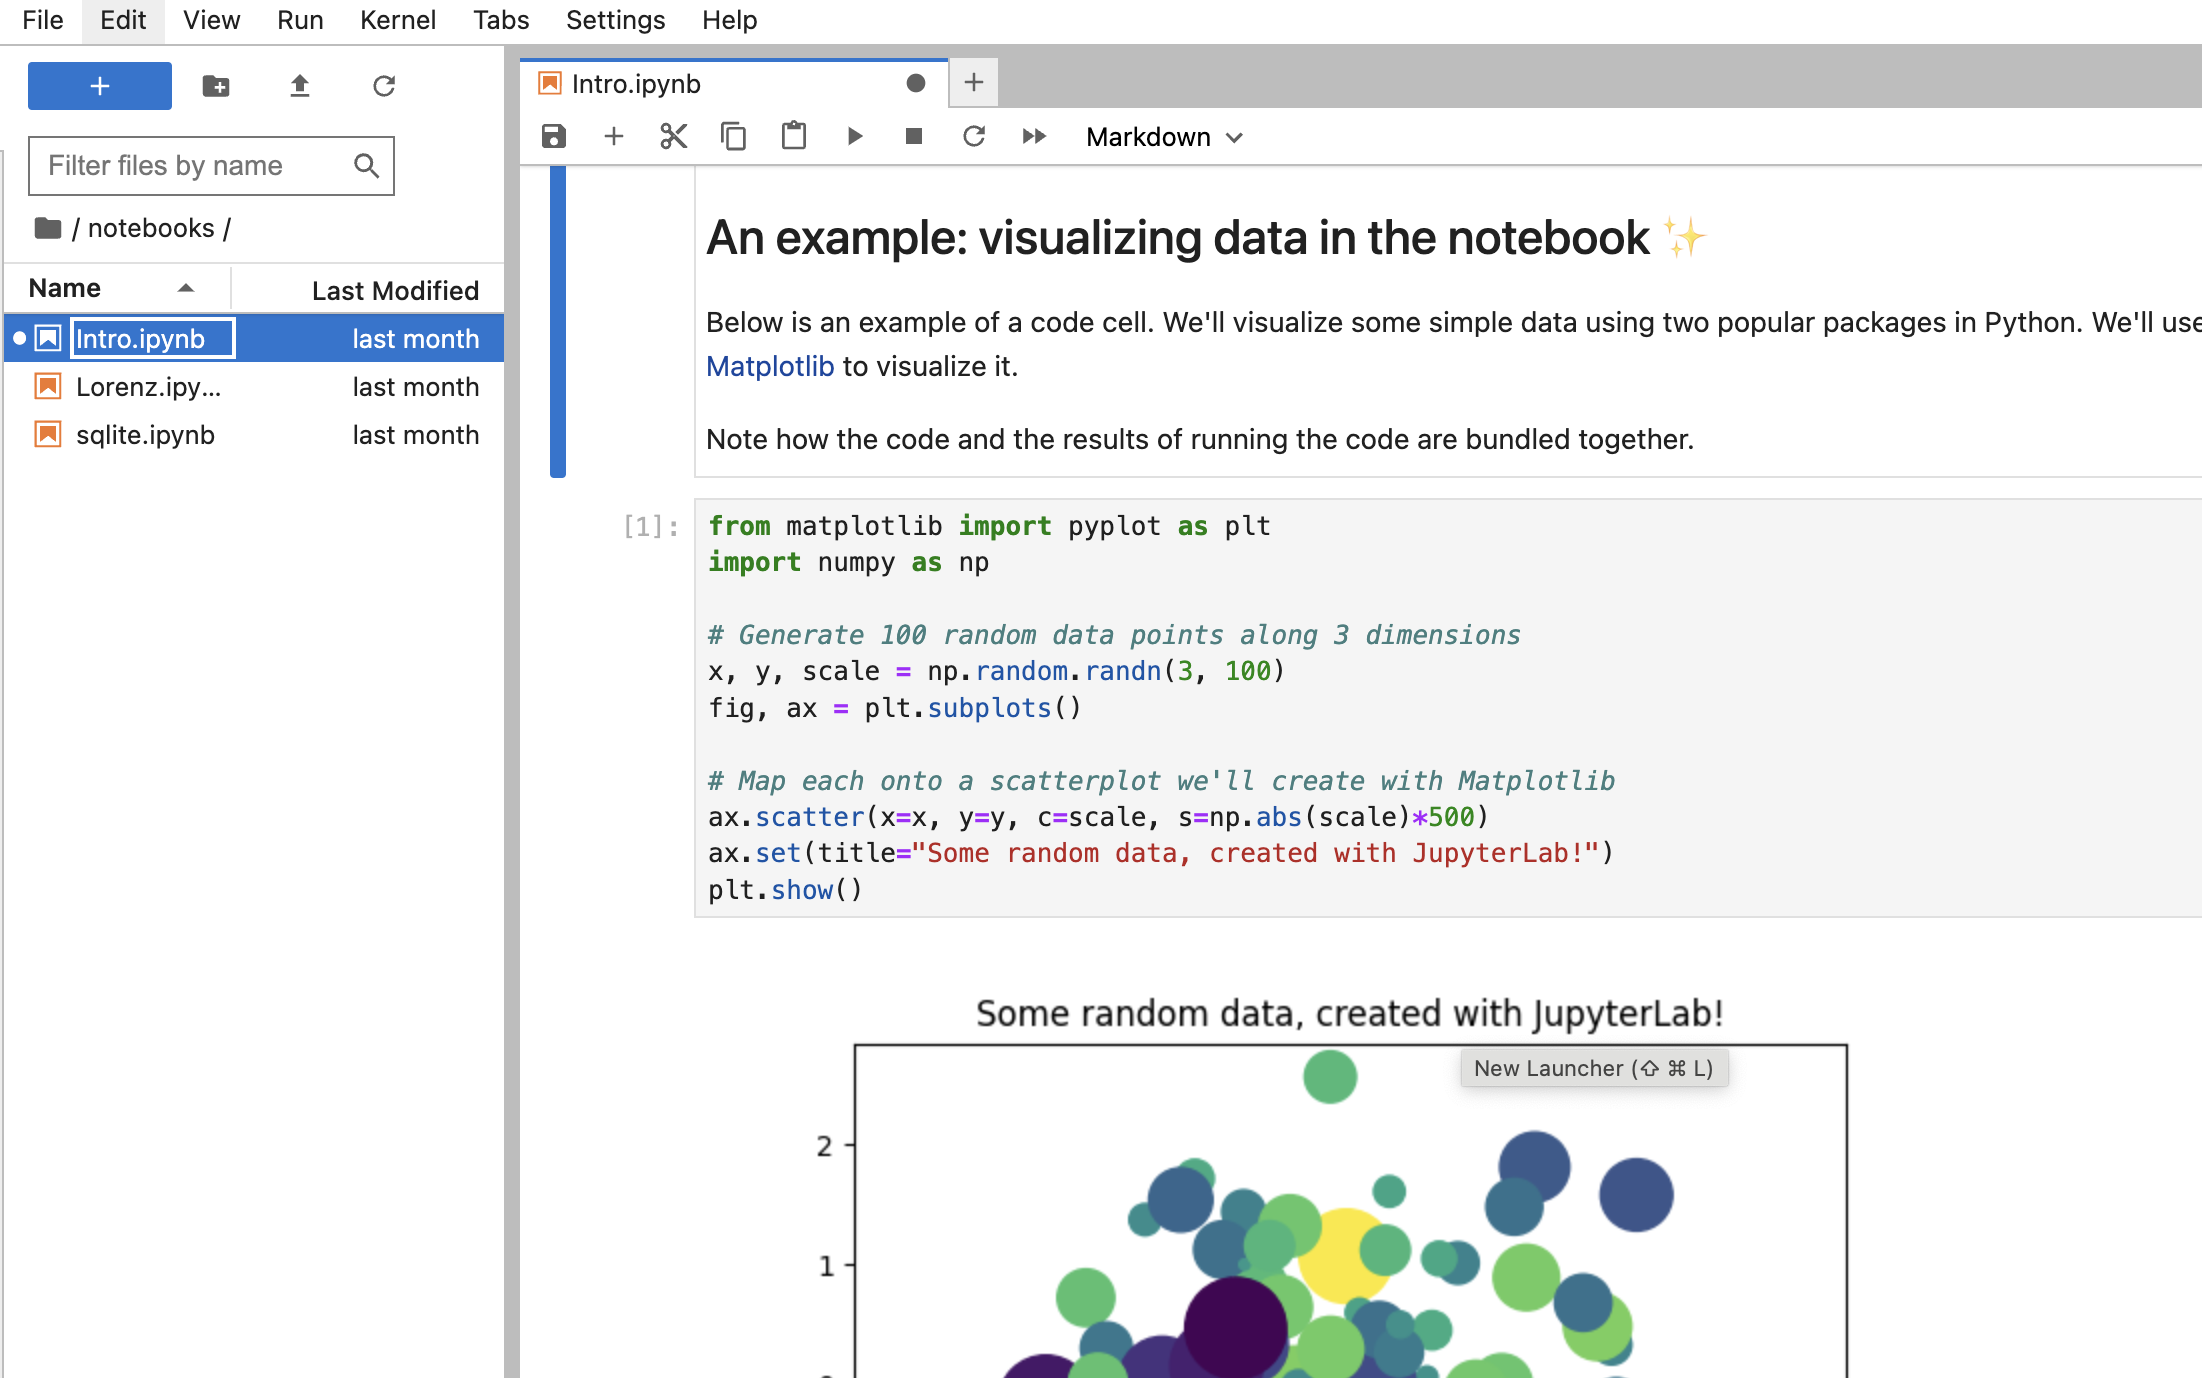 File Edit View Run Kernel Tabs Settings Help
Filter files by name
/ notebooks /
Name Last Modified
Intro.ipynb last month
Lorenz.ipy... last month
sqlite.ipynb last month
Intro.ipynb
Markdown
An example: visualizing data in the notebook ✨
Below is an example of a code cell. We'll visualize some simple data using two popular packages in Python. We'll use
Matplotlib to visualize it.
Note how the code and the results of running the code are bundled together.
[1]:
from matplotlib import pyplot as plt
import numpy as np
# Generate 100 random data points along 3 dimensions
x, y, scale = np.random.randn(3, 100)
fig, ax = plt.subplots()
# Map each onto a scatterplot we'll create with Matplotlib
ax.scatter(x=x, y=y, c=scale, s=np.abs(scale)*500)
ax.set(title="Some random data, created with JupyterLab!")
plt.show()
Some random data, created with JupyterLab!
New Launcher (⇧ ⌘ L)
2
1